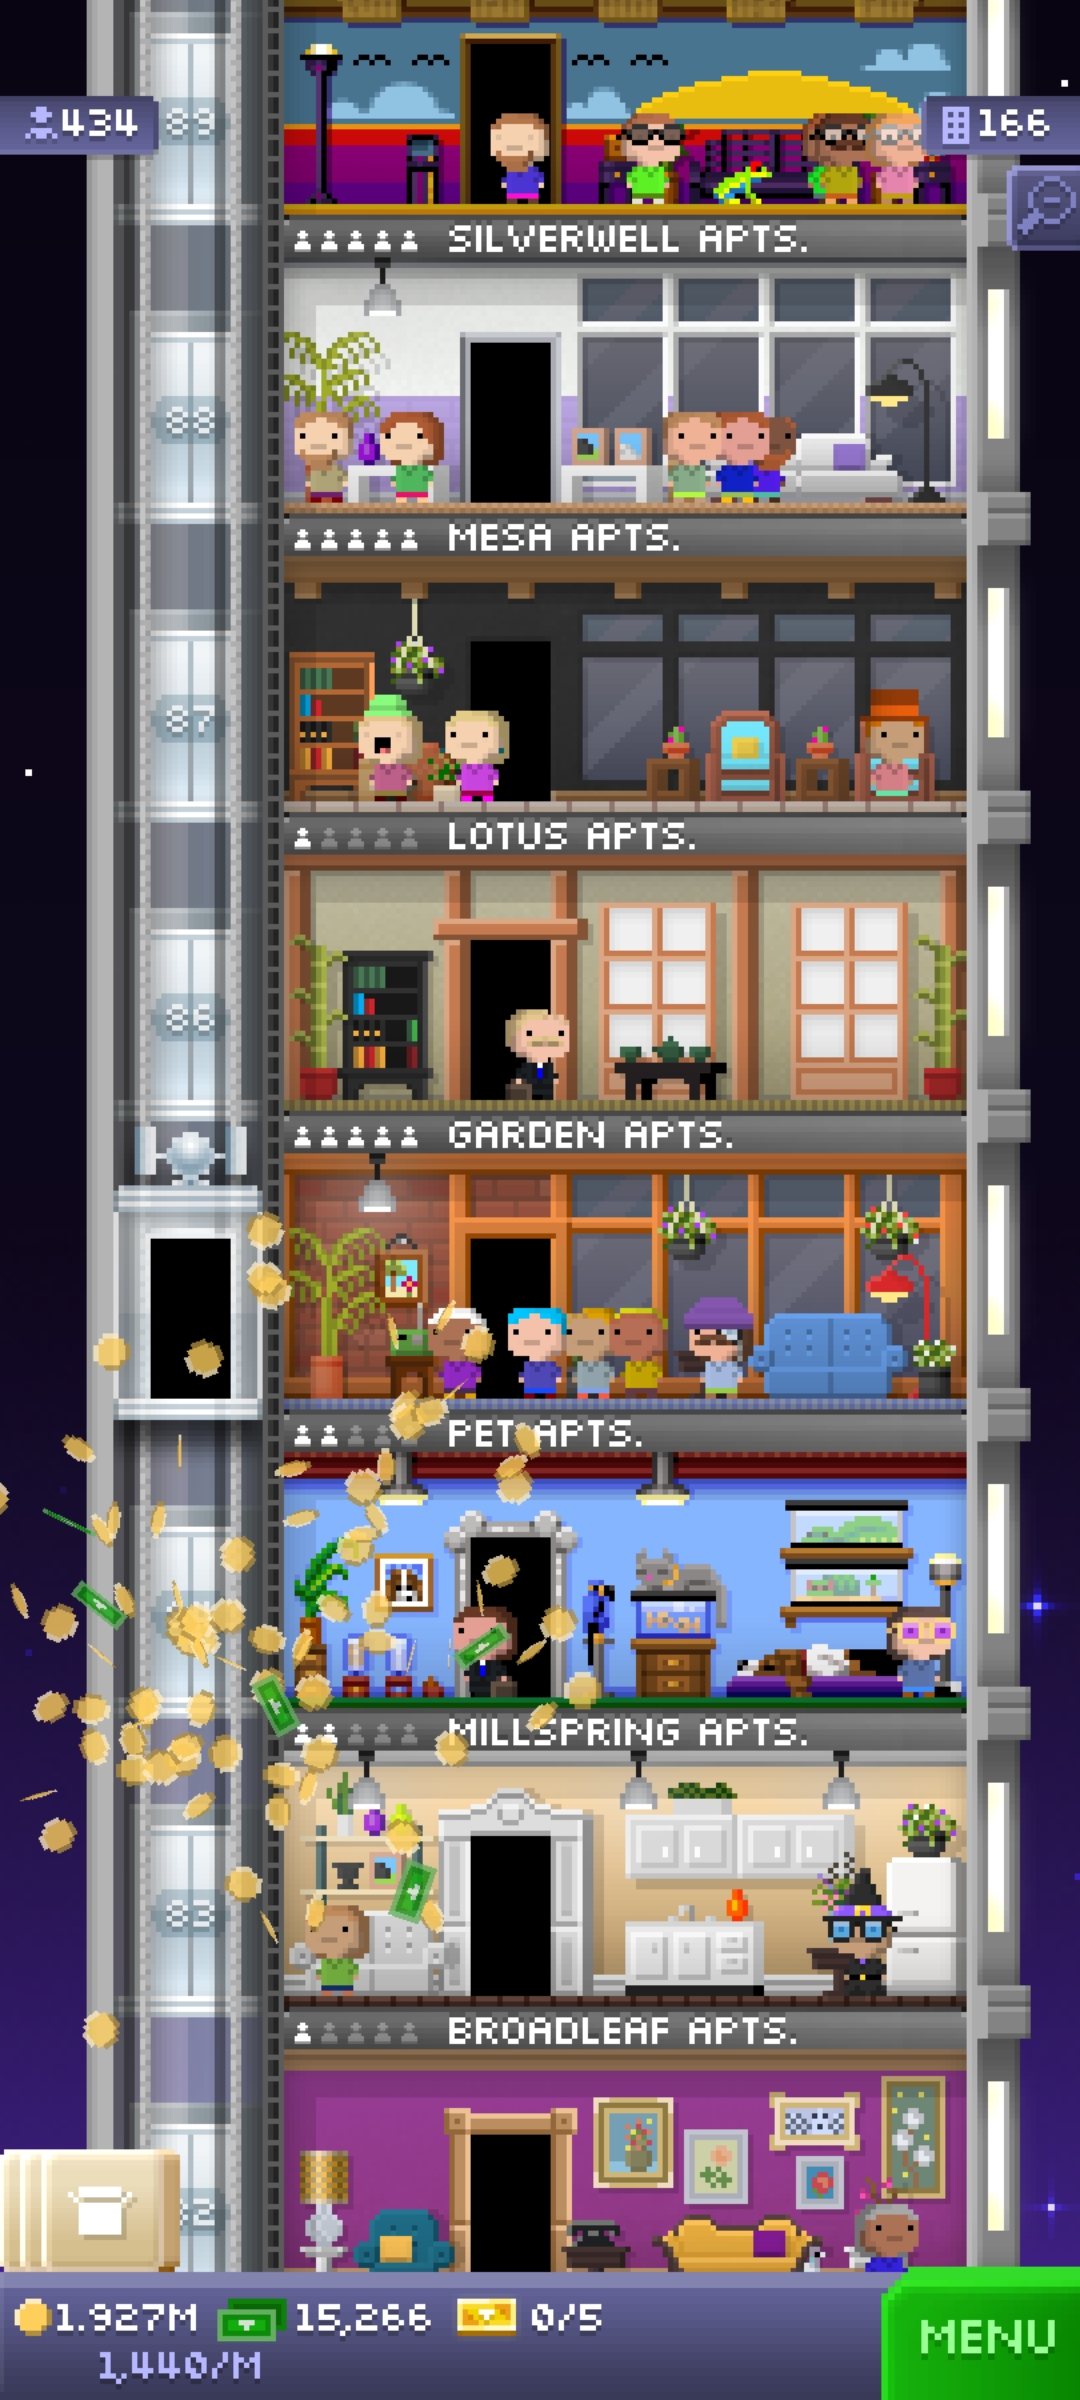 434
89
166
SILVERWELL APTS.
88
MESA APTS.
87
LOTUS APTS.
86
GARDEN APTS.
PET APTS.
MILLSPRING APTS.
83
BROADLEAF APTS.
82
1.927M 15,266 0/5
1,440/M
MENU